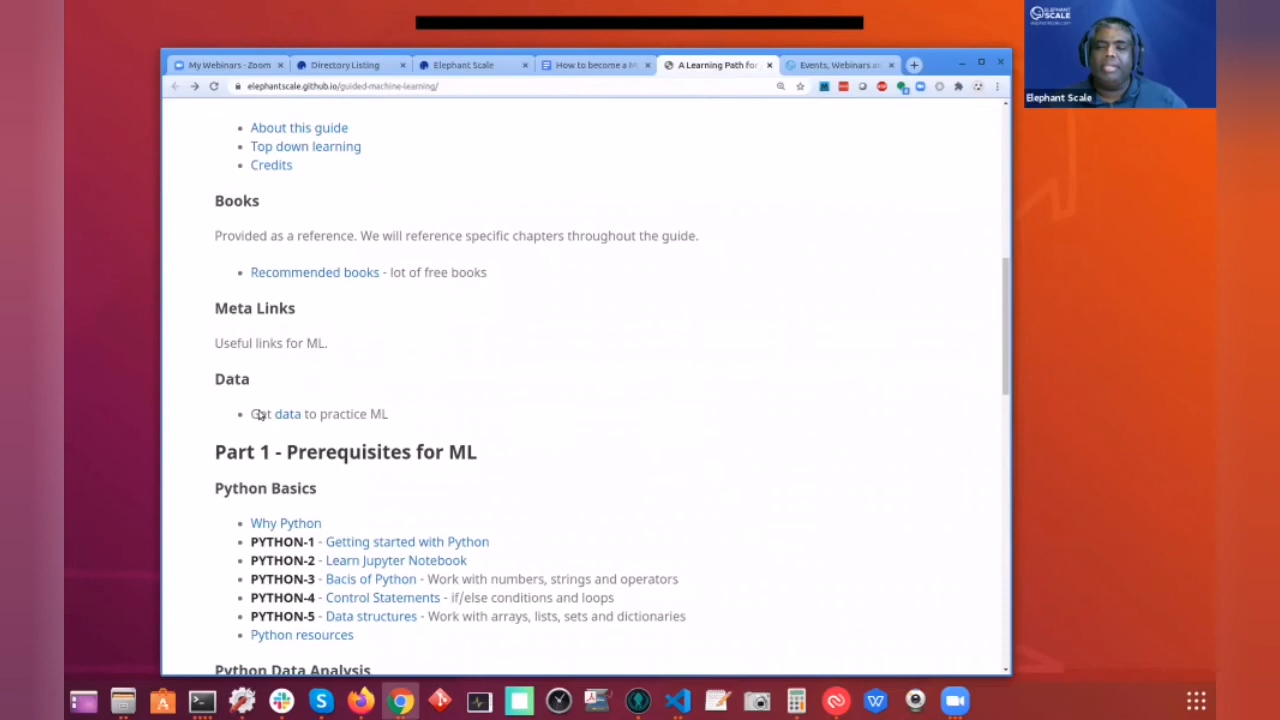 ELEPHANT
SCALE
elephantscale.com
Elephant Scale
My Webinars - Zoom
Directory Listing
Elephant Scale
How to become a M
A Learning Path for
Events, Webinars an
elephantscale.github.io/guided-machine-learning/
About this guide
Top down learning
Credits
Books
Provided as a reference. We will reference specific chapters throughout the guide.
Recommended books - lot of free books
Meta Links
Useful links for ML.
Data
Get data to practice ML
Part 1 - Prerequisites for ML
Python Basics
Why Python
PYTHON-1 - Getting started with Python
PYTHON-2 - Learn Jupyter Notebook
PYTHON-3 - Bacis of Python - Work with numbers, strings and operators
PYTHON-4 - Control Statements - if/else conditions and loops
PYTHON-5 - Data structures - Work with arrays, lists, sets and dictionaries
Python resources
Python Data Analysis